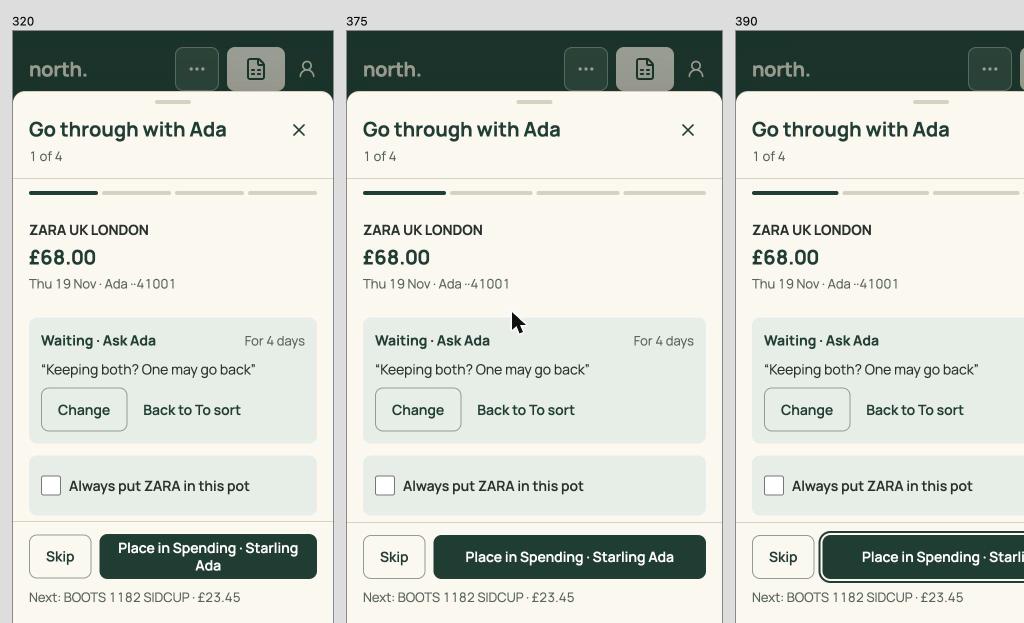 320
north.
Go through with Ada
1 of 4
ZARA UK LONDON
£68.00
Thu 19 Nov · Ada ··41001
Waiting · Ask Ada
For 4 days
“Keeping both? One may go back”
Change
Back to To sort
Always put ZARA in this pot
Skip
Place in Spending · Starling
Ada
Next: BOOTS 1182 SIDCUP · £23.45
375
north.
Go through with Ada
1 of 4
ZARA UK LONDON
£68.00
Thu 19 Nov · Ada ··41001
Waiting · Ask Ada
For 4 days
“Keeping both? One may go back”
Change
Back to To sort
Always put ZARA in this pot
Skip
Place in Spending · Starling Ada
Next: BOOTS 1182 SIDCUP · £23.45
390
north.
Go through with Ada
1 of 4
ZARA UK LONDON
£68.00
Thu 19 Nov · Ada ··41001
Waiting · Ask Ada
“Keeping both? One may go back”
Change
Back to To sort
Always put ZARA in this pot
Skip
Place in Spending ·
Next: BOOTS 1182 SIDCUP · £23.45